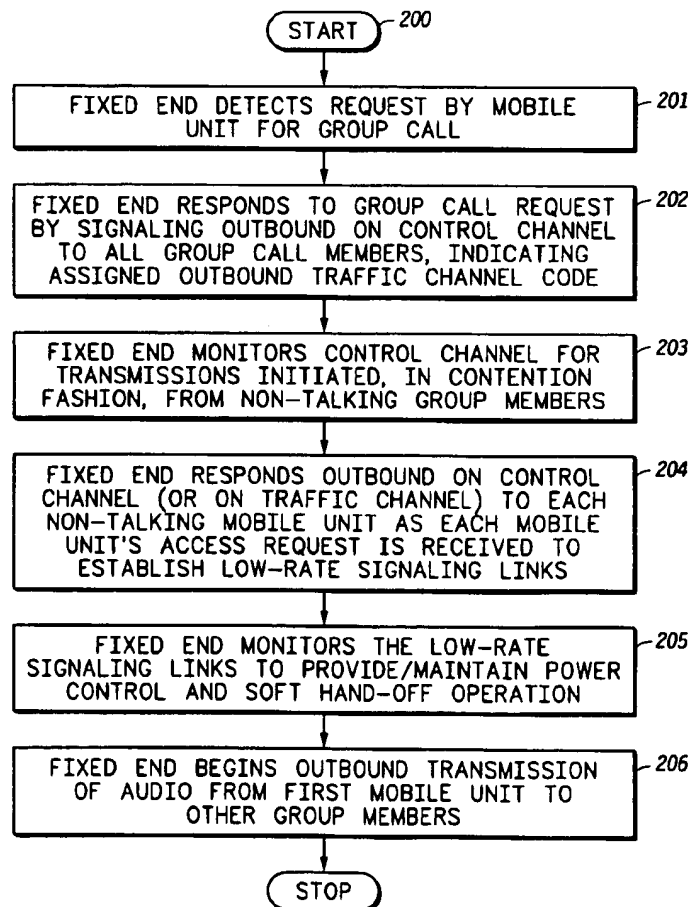 START
200
FIXED END DETECTS REQUEST BY MOBILE
UNIT FOR GROUP CALL
201
FIXED END RESPONDS TO GROUP CALL REQUEST
BY SIGNALING OUTBOUND ON CONTROL CHANNEL
TO ALL GROUP CALL MEMBERS, INDICATING
ASSIGNED OUTBOUND TRAFFIC CHANNEL CODE
202
FIXED END MONITORS CONTROL CHANNEL FOR
TRANSMISSIONS INITIATED, IN CONTENTION
FASHION, FROM NON-TALKING GROUP MEMBERS
203
FIXED END RESPONDS OUTBOUND ON CONTROL
CHANNEL (OR ON TRAFFIC CHANNEL) TO EACH
NON-TALKING MOBILE UNIT AS EACH MOBILE
UNIT'S ACCESS REQUEST IS RECEIVED TO
ESTABLISH LOW-RATE SIGNALING LINKS
204
FIXED END MONITORS THE LOW-RATE
SIGNALING LINKS TO PROVIDE/MAINTAIN POWER
CONTROL AND SOFT HAND-OFF OPERATION
205
FIXED END BEGINS OUTBOUND TRANSMISSION
OF AUDIO FROM FIRST MOBILE UNIT TO
OTHER GROUP MEMBERS
206
STOP